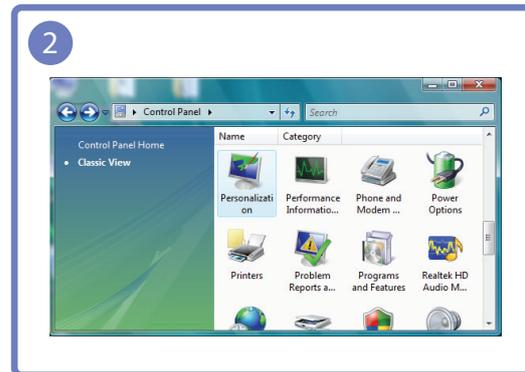 2
Control Panel
Search
Control Panel Home
Classic View
Name Category
Personalizati
on
Performance
Informatio...
Phone and
Modem ...
Power
Options
Printers
Problem
Reports a...
Programs
and Features
Realtek HD
Audio M...